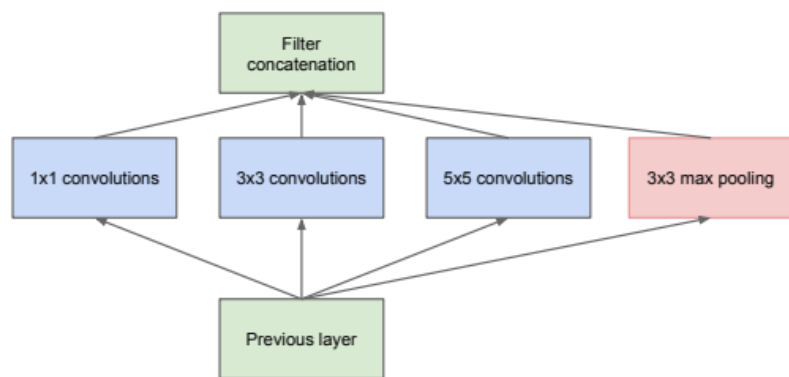 Filter
concatenation
1x1 convolutions
3x3 convolutions
5x5 convolutions
3x3 max pooling
Previous layer